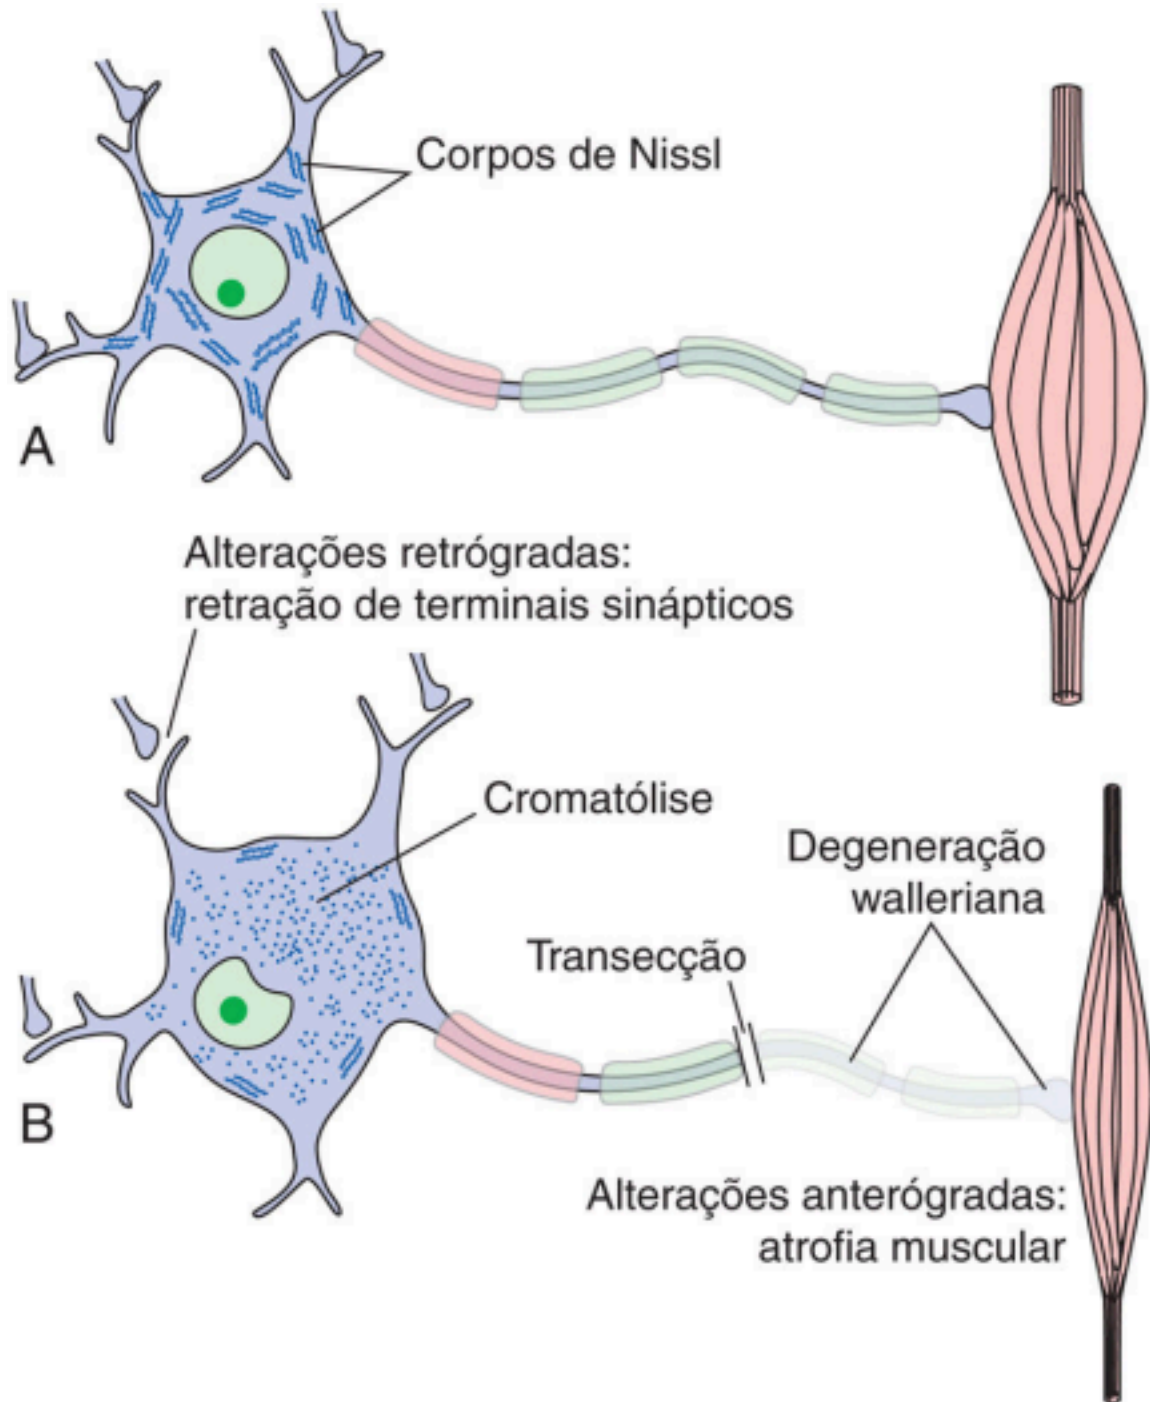 Corpos de Nissl
A
Alterações retrógradas:
retração de terminais sinápticos
Cromatólise
Degeneração
walleriana
Transecção
B
Alterações anterógradas:
atrofia muscular